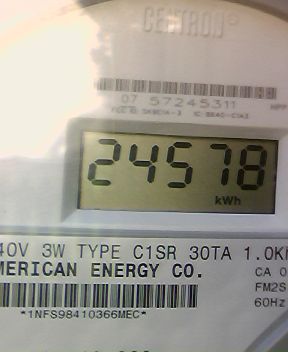 CENTRON®
07 57245311
24578
kWh
40V 3W TYPE C1SR 30TA 1.0K
MERICAN ENERGY CO.
CA 0
FM2S
60Hz
*1NFS98410366MEC*